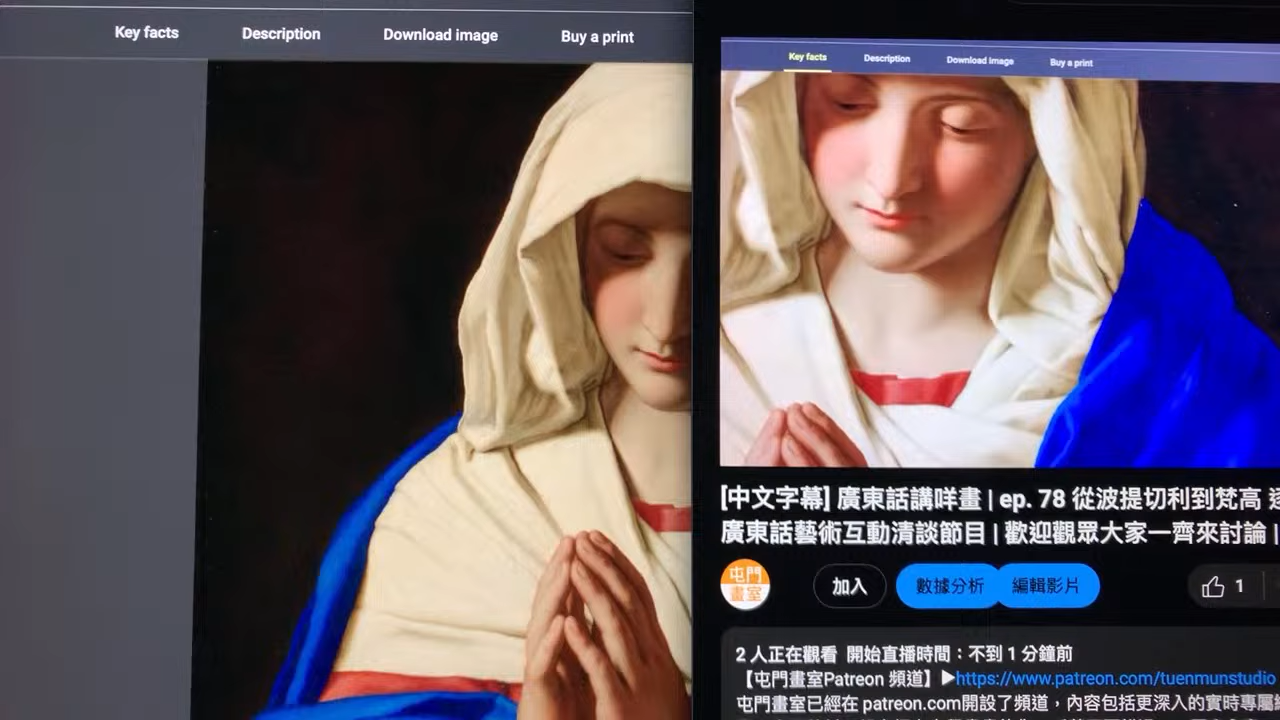 Key facts Description Download image Buy a print
Key facts Description Download image Buy a print
[中文字幕] 廣東話講咩畫 | ep. 78 從波提切利到梵高
廣東話藝術互動清談節目 | 歡迎觀眾大家一齊來討論 |
屯門
畫室
加入 數據分析 編輯影片 1
2 人正在觀看 開始直播時間：不到 1 分鐘前
【屯門畫室Patreon 頻道】▶https://www.patreon.com/tuenmunstudio
屯門畫室已經在 patreon.com開設了頻道，內容包括更深入的實時專屬